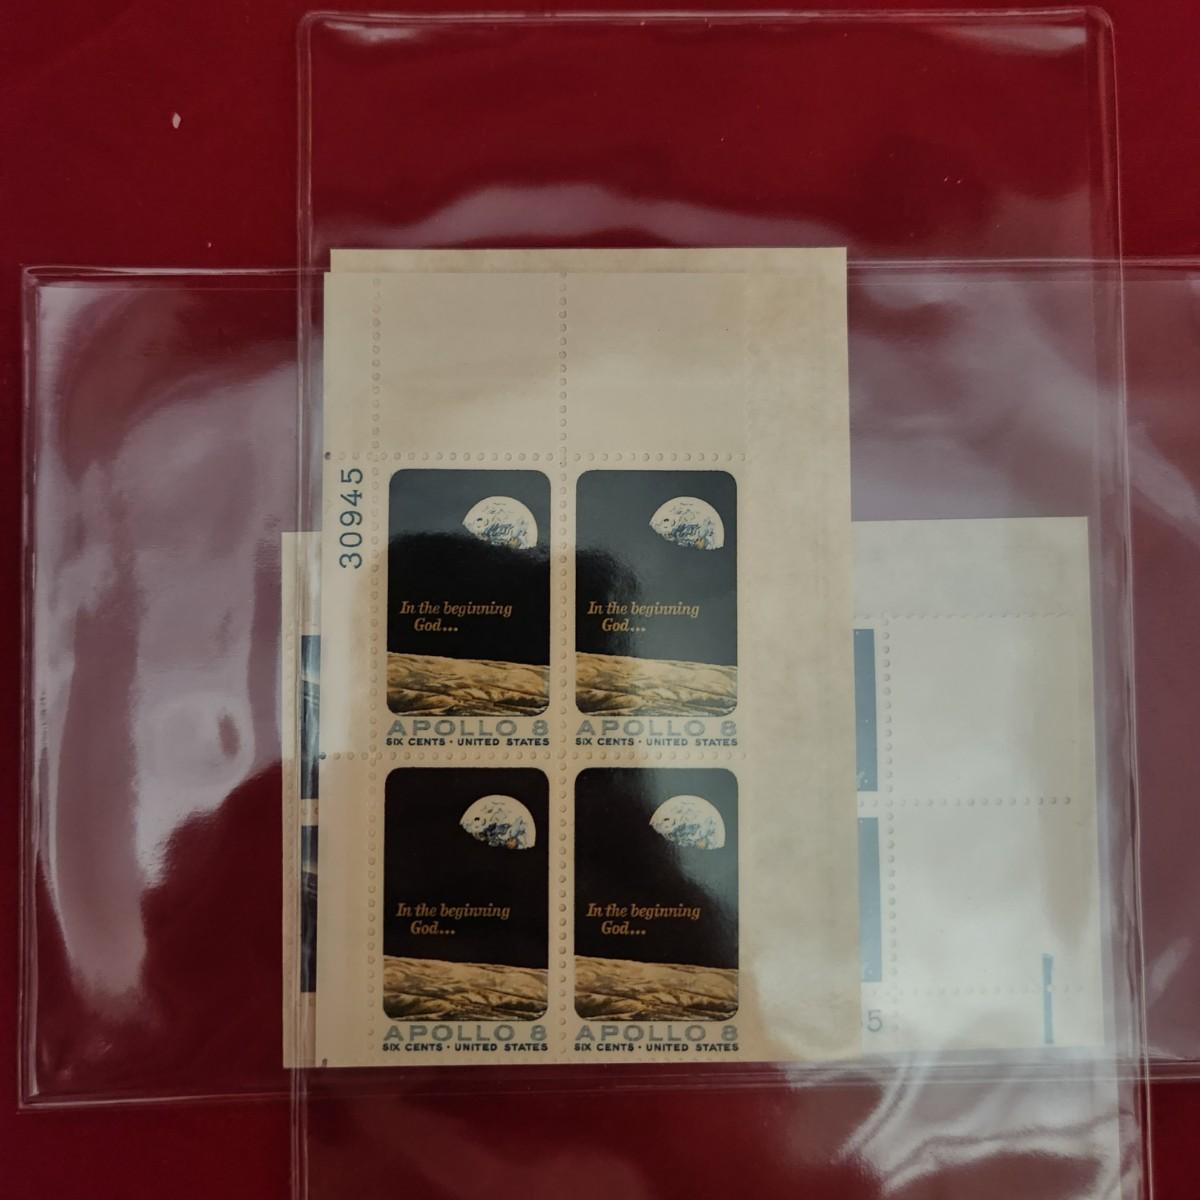 30945
In the beginning
God...
In the beginning
God...
APOLLO 8
SIX CENTS · UNITED STATES
APOLLO 8
SIX CENTS · UNITED STATES
In the beginning
God...
In the beginning
God...
APOLLO 8
SIX CENTS · UNITED STATES
APOLLO 8
SIX CENTS · UNITED STATES
5